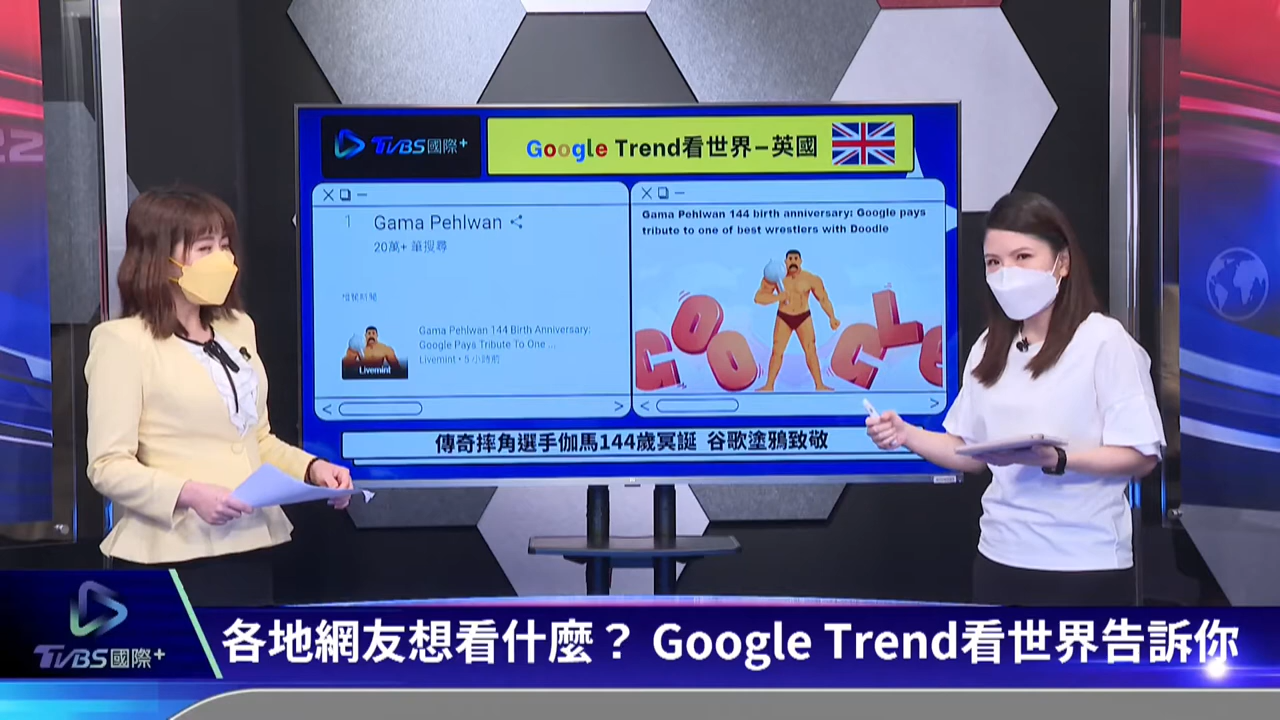 22
TVBS國際+
Google Trend看世界–英國
1 Gama Pehlwan
20萬+ 筆搜尋
Gama Pehlwan 144 Birth Anniversary:
Google Pays Tribute To One ...
Livemint • 5 小時前
Livemint
Gama Pehlwan 144 birth anniversary: Google pays
tribute to one of best wrestlers with Doodle
GOOGLE
傳奇摔角選手伽馬144歲冥誕 谷歌塗鴉致敬
TVBS國際+
各地網友想看什麼？ Google Trend看世界告訴你